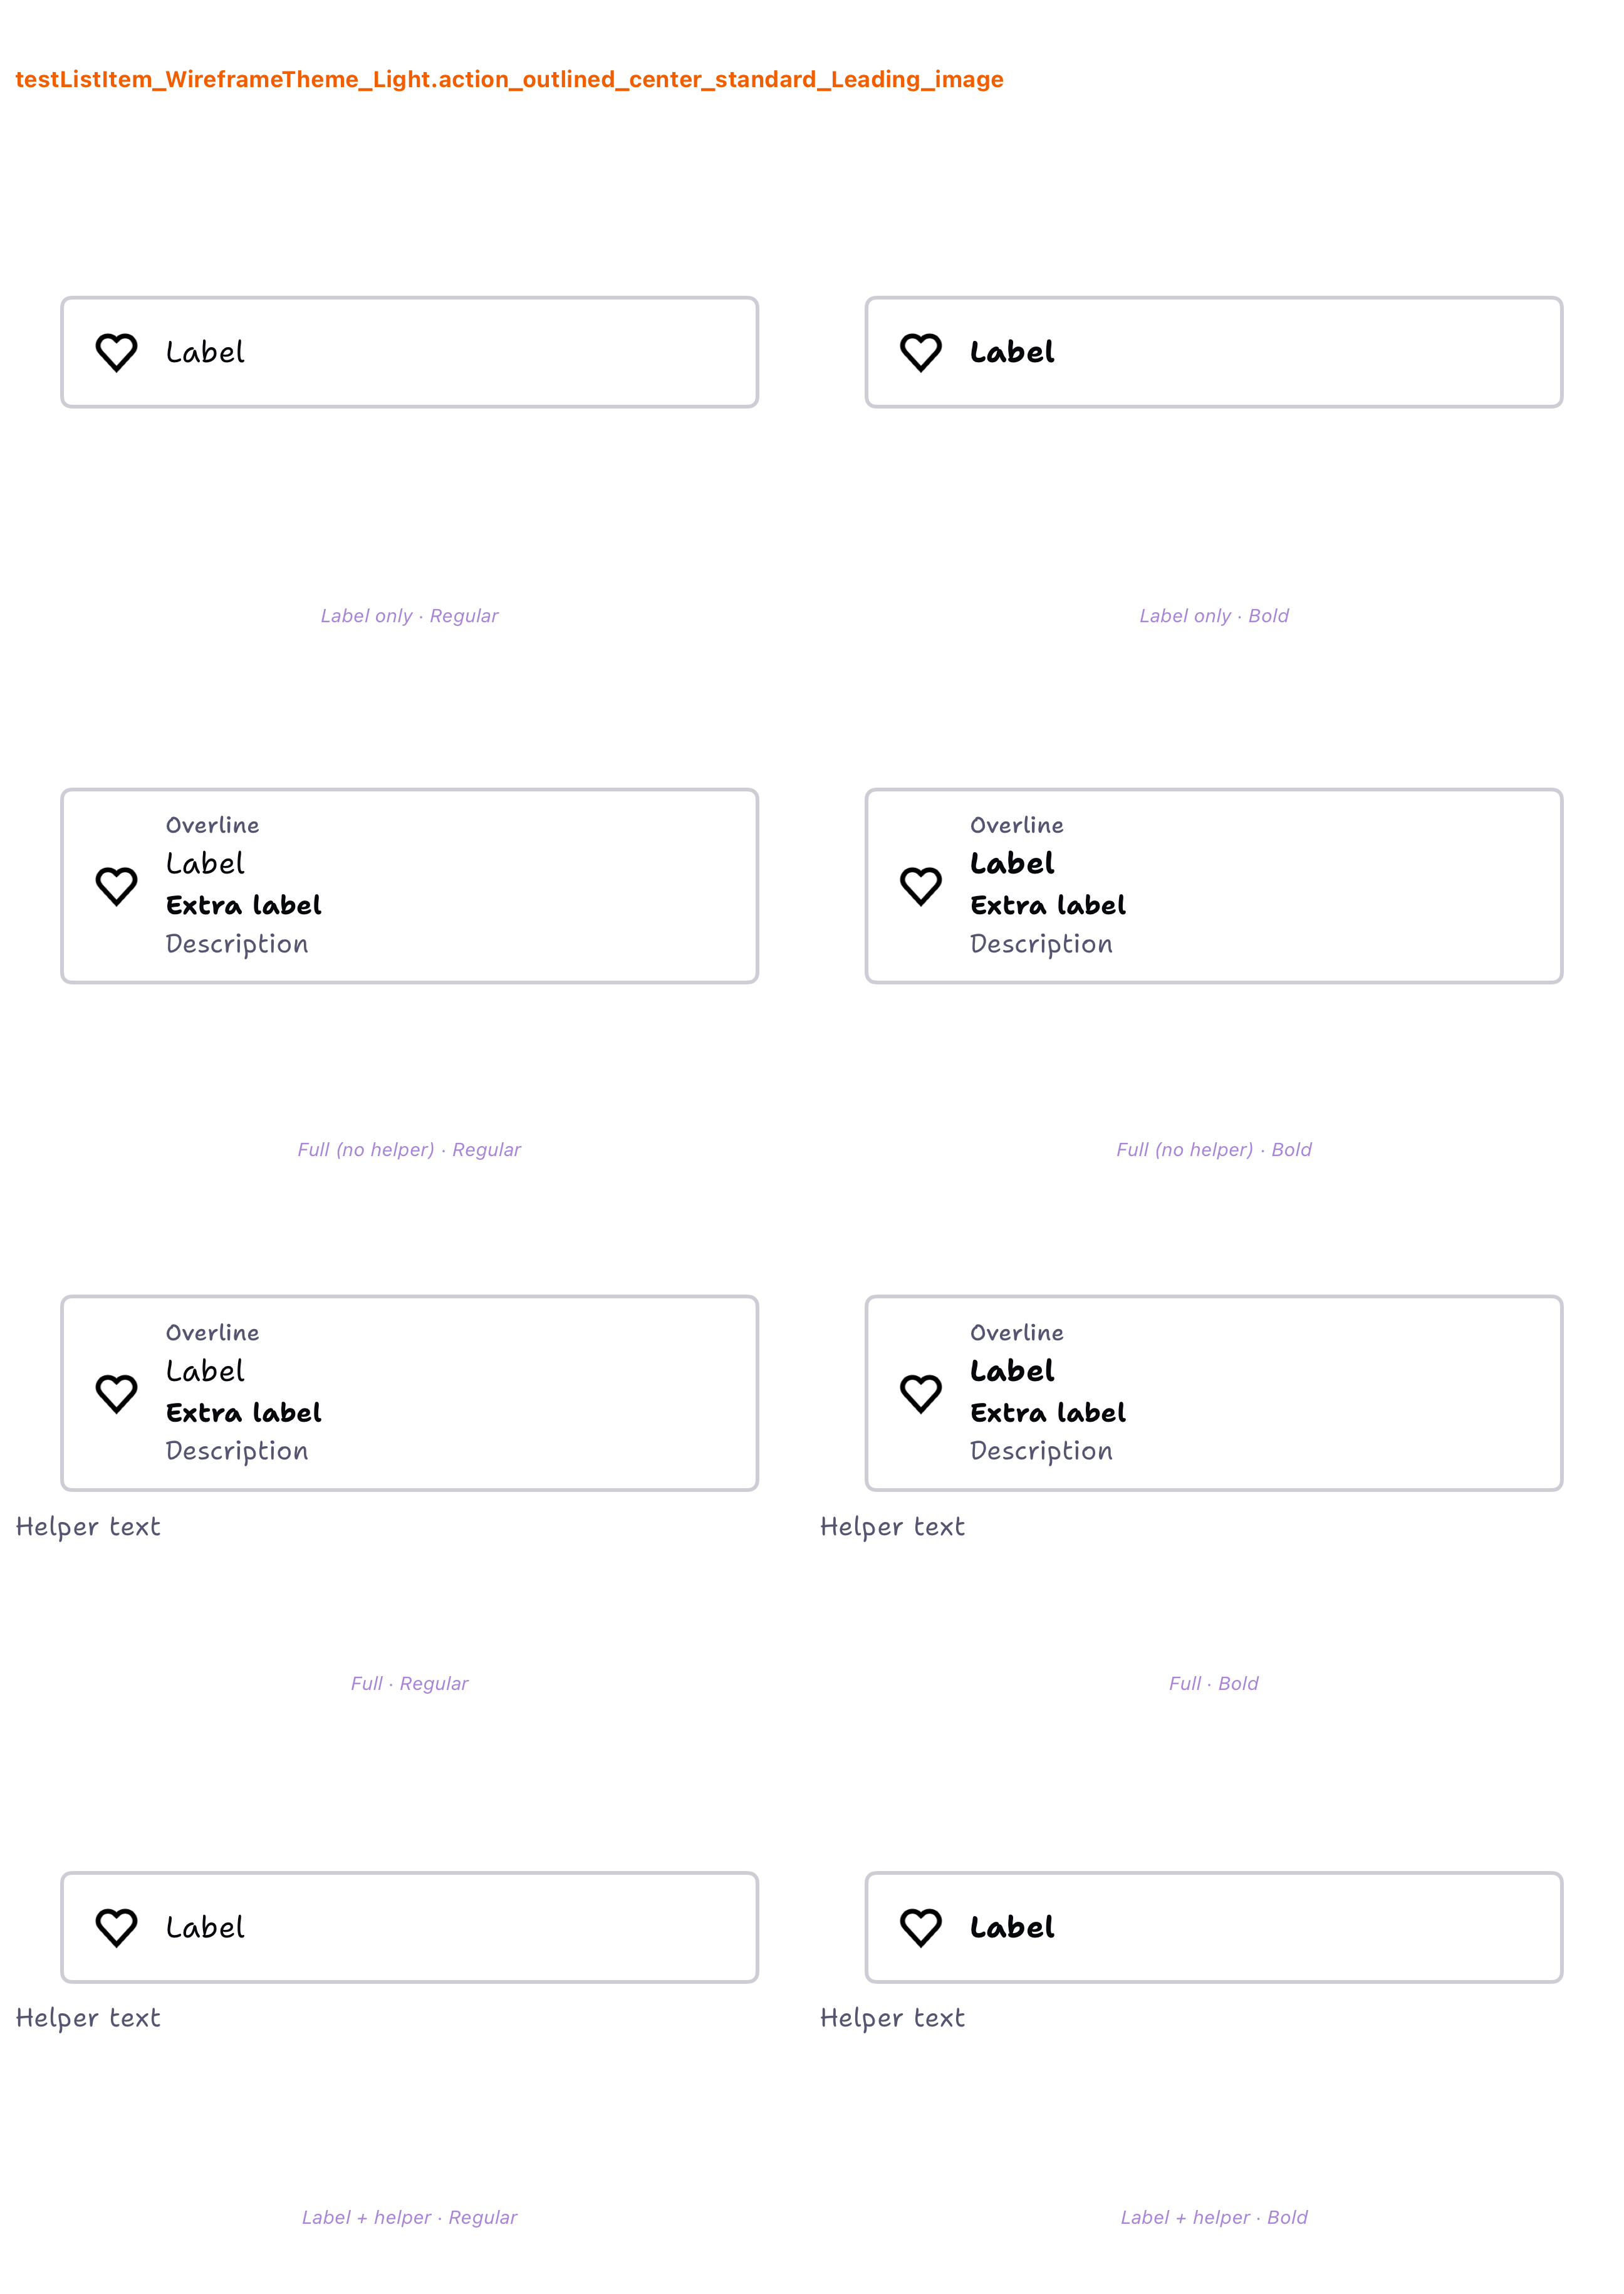 testListItem_WireframeTheme_Light.action_outlined_center_standard_Leading_image
Label
Label
Label only · Regular
Label only · Bold
Overline
Label
Extra label
Description
Overline
Label
Extra label
Description
Full (no helper) · Regular
Full (no helper) · Bold
Overline
Label
Extra label
Description
Helper text
Overline
Label
Extra label
Description
Helper text
Full · Regular
Full · Bold
Label
Helper text
Label
Helper text
Label + helper · Regular
Label + helper · Bold